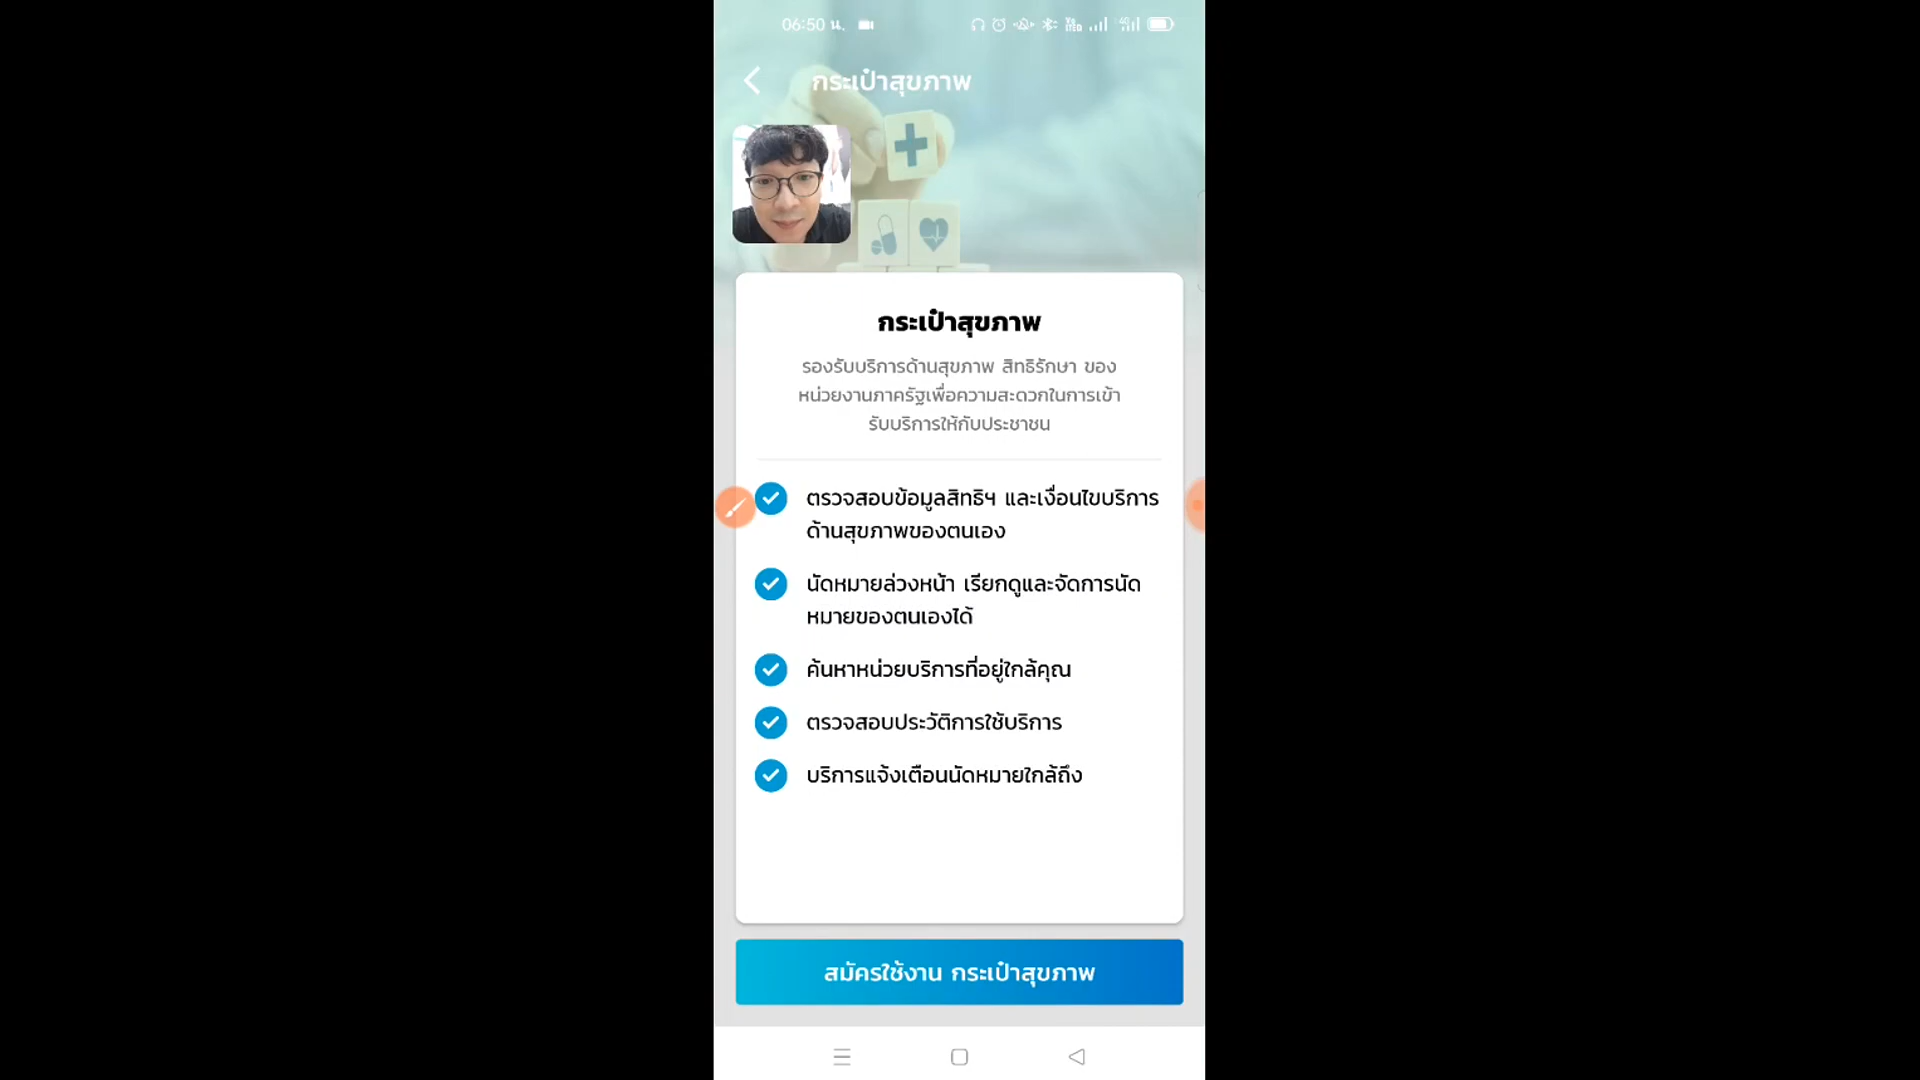 06:50 น.
กระเป๋าสุขภาพ
กระเป๋าสุขภาพ
รองรับบริการด้านสุขภาพ สิทธิรักษา ของ
หน่วยงานภาครัฐเพื่อความสะดวกในการเข้า
รับบริการให้กับประชาชน
ตรวจสอบข้อมูลสิทธิฯ และเงื่อนไขบริการ
ด้านสุขภาพของตนเอง
นัดหมายล่วงหน้า เรียกดูและจัดการนัด
หมายของตนเองได้
ค้นหาหน่วยบริการที่อยู่ใกล้คุณ
ตรวจสอบประวัติการใช้บริการ
บริการแจ้งเตือนนัดหมายใกล้ถึง
สมัครใช้งาน กระเป๋าสุขภาพ